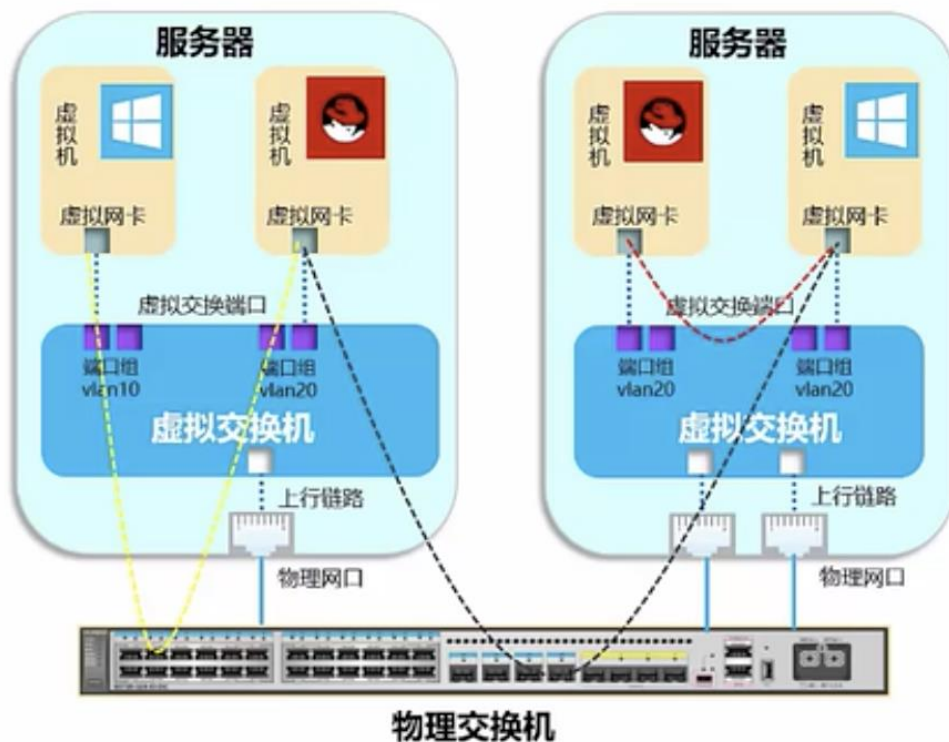 服务器
服务器
虚拟机
虚拟机
虚拟机
虚拟机
虚拟网卡
虚拟网卡
虚拟网卡
虚拟网卡
虚拟交换端口
虚拟交换端口
端口组
vlan10
端口组
vlan20
端口组
vlan20
端口组
vlan20
虚拟交换机
虚拟交换机
上行链路
上行链路
物理网口
物理网口
物理交换机